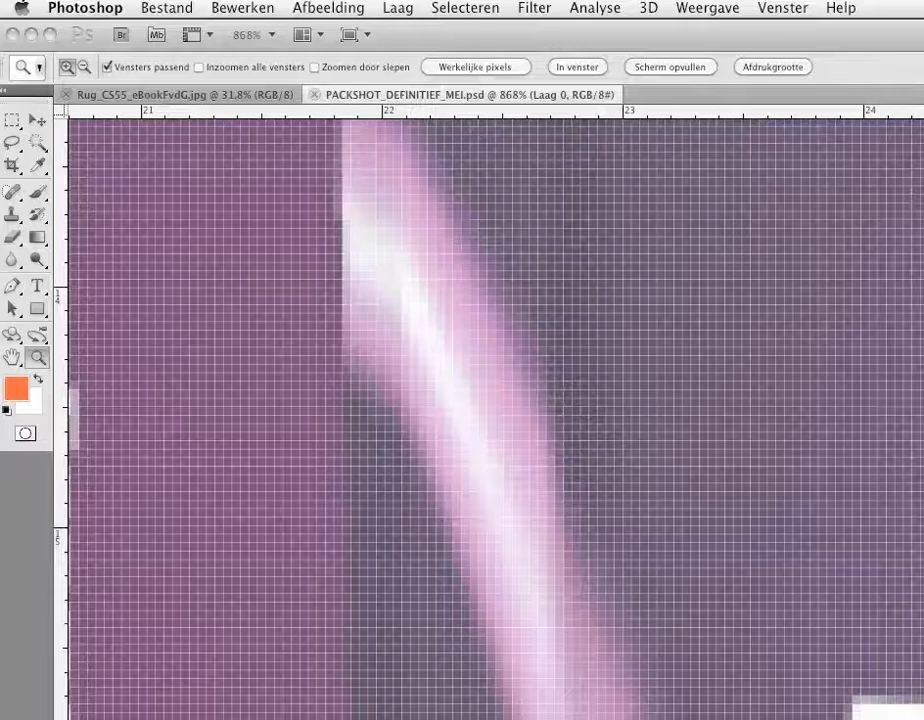 Photoshop Bestand Bewerken Afbeelding Laag Selecteren Filter Analyse 3D Weergave Venster Help
Ps Br Mb 868%
Vensters passend Inzoomen alle vensters Zoomen door slepen Werkelijke pixels In venster Scherm opvullen Afdrukgrootte
Rug_CS55_eBookFvdG.jpg @ 31,8% (RGB/8) PACKSHOT_DEFINITIEF_MEI.psd @ 868% (Laag 0, RGB/8#)
21 22 23 24
14
15
T